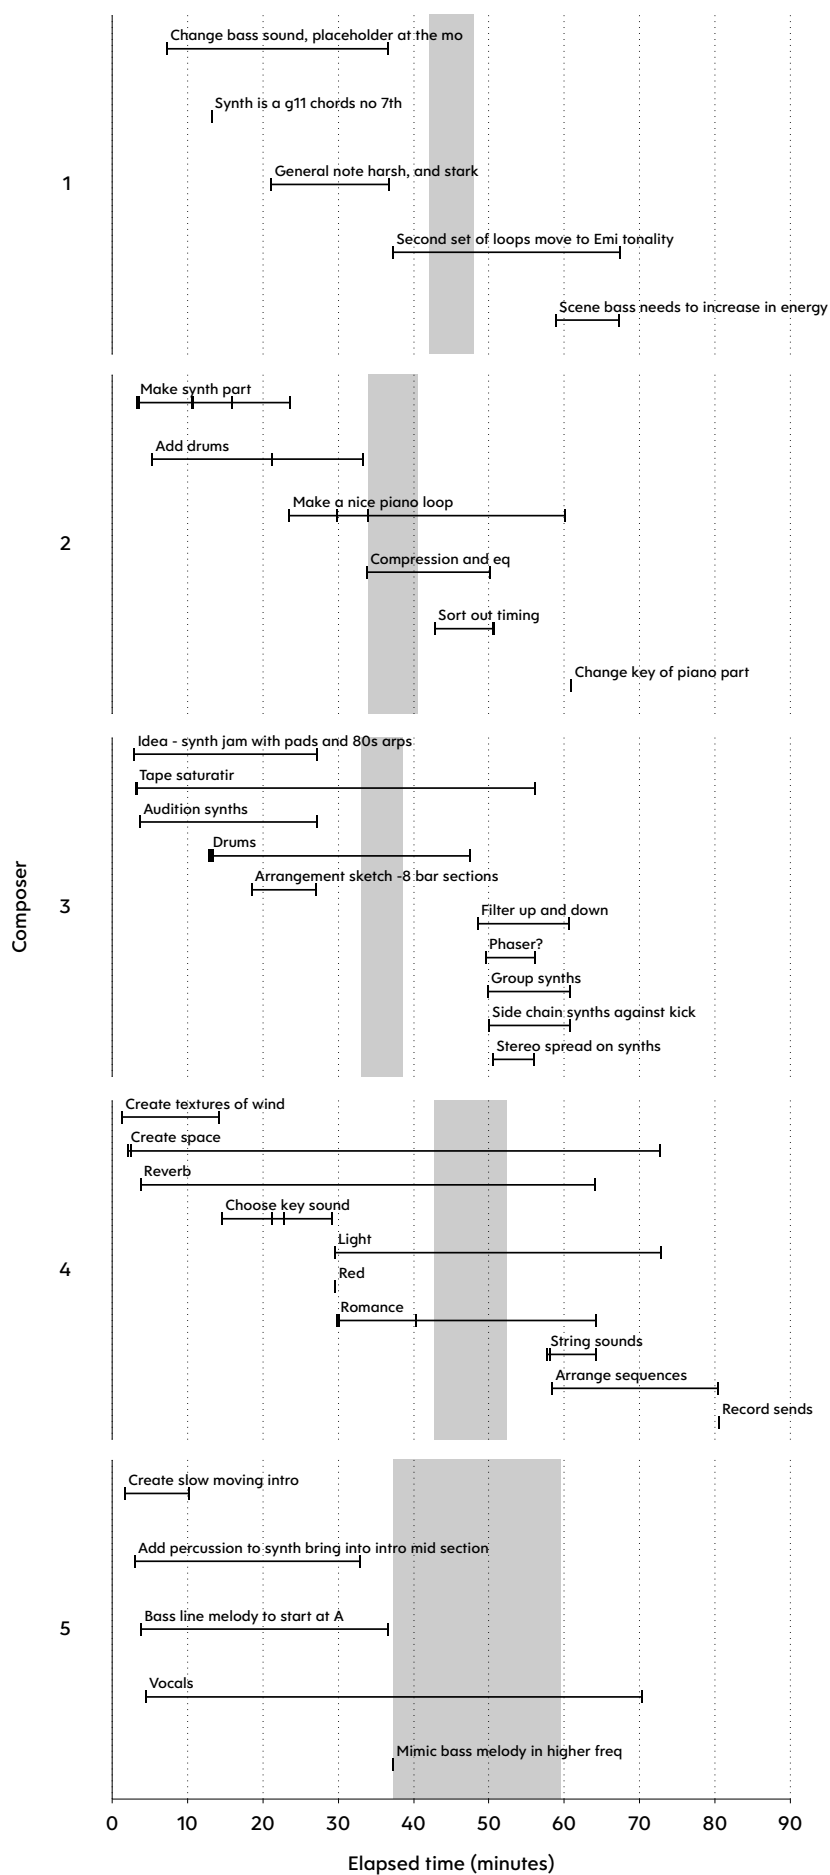 Change bass sound, placeholder at the mo
Synth is a g11 chords no 7th
General note harsh, and stark
1
Second set of loops move to Emi tonality
Scene bass needs to increase in energy
Make synth part
Add drums
Make a nice piano loop
2
Compression and eq
Sort out timing
Change key of piano part
Idea - synth jam with pads and 80s arps
Tape saturatir
Audition synths
Drums
Arrangement sketch -8 bar sections
Composer
3
Filter up and down
Phaser?
Group synths
Side chain synths against kick
Stereo spread on synths
Create textures of wind
Create space
Reverb
Choose key sound
Light
4
Red
Romance
String sounds
Arrange sequences
Record sends
Create slow moving intro
Add percussion to synth bring into intro mid section
Bass line melody to start at A
5
Vocals
Mimic bass melody in higher freq
0 10 20 30 40 50 60 70 80 90
Elapsed time (minutes)